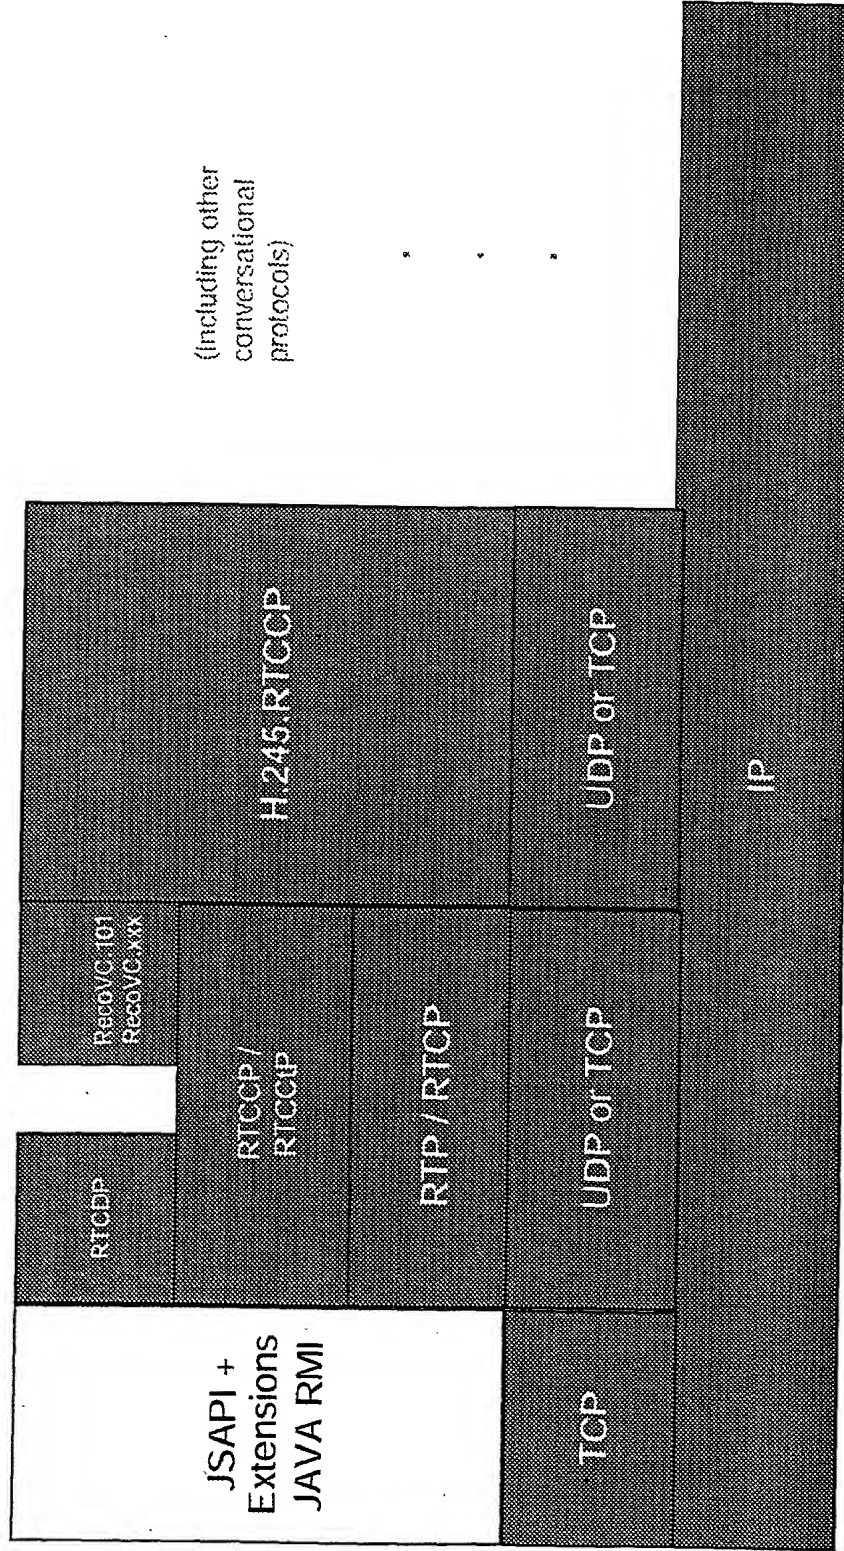 JSAPI +
Extensions
JAVA RMI
TCP
RTCDP
RecoVC.101
RecoVC.xxx
RTCCP /
RTCCIP
RTP / RTCP
UDP or TCP
H.245.RTCCP
UDP or TCP
(Including other
conversational
protocols)
IP